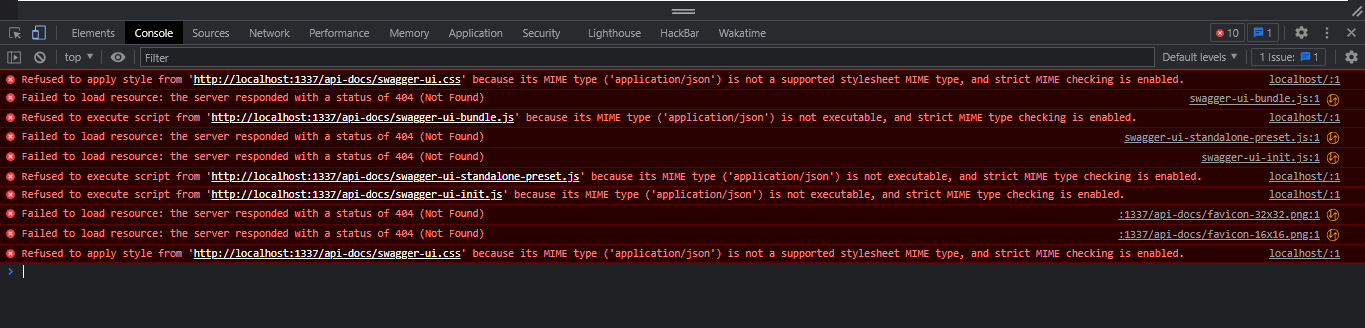 Elements Console Sources Network Performance Memory Application Security Lighthouse HackBar Wakatime 10 1
top Filter Default levels 1 Issue: 1
Refused to apply style from 'http://localhost:1337/api-docs/swagger-ui.css' because its MIME type ('application/json') is not a supported stylesheet MIME type, and strict MIME checking is enabled. localhost/:1
Failed to load resource: the server responded with a status of 404 (Not Found) swagger-ui-bundle.js:1
Refused to execute script from 'http://localhost:1337/api-docs/swagger-ui-bundle.js' because its MIME type ('application/json') is not executable, and strict MIME type checking is enabled. localhost/:1
Failed to load resource: the server responded with a status of 404 (Not Found) swagger-ui-standalone-preset.js:1
Failed to load resource: the server responded with a status of 404 (Not Found) swagger-ui-init.js:1
Refused to execute script from 'http://localhost:1337/api-docs/swagger-ui-standalone-preset.js' because its MIME type ('application/json') is not executable, and strict MIME type checking is enabled. localhost/:1
Refused to execute script from 'http://localhost:1337/api-docs/swagger-ui-init.js' because its MIME type ('application/json') is not executable, and strict MIME type checking is enabled. localhost/:1
Failed to load resource: the server responded with a status of 404 (Not Found) :1337/api-docs/favicon-32x32.png:1
Failed to load resource: the server responded with a status of 404 (Not Found) :1337/api-docs/favicon-16x16.png:1
Refused to apply style from 'http://localhost:1337/api-docs/swagger-ui.css' because its MIME type ('application/json') is not a supported stylesheet MIME type, and strict MIME checking is enabled. localhost/:1